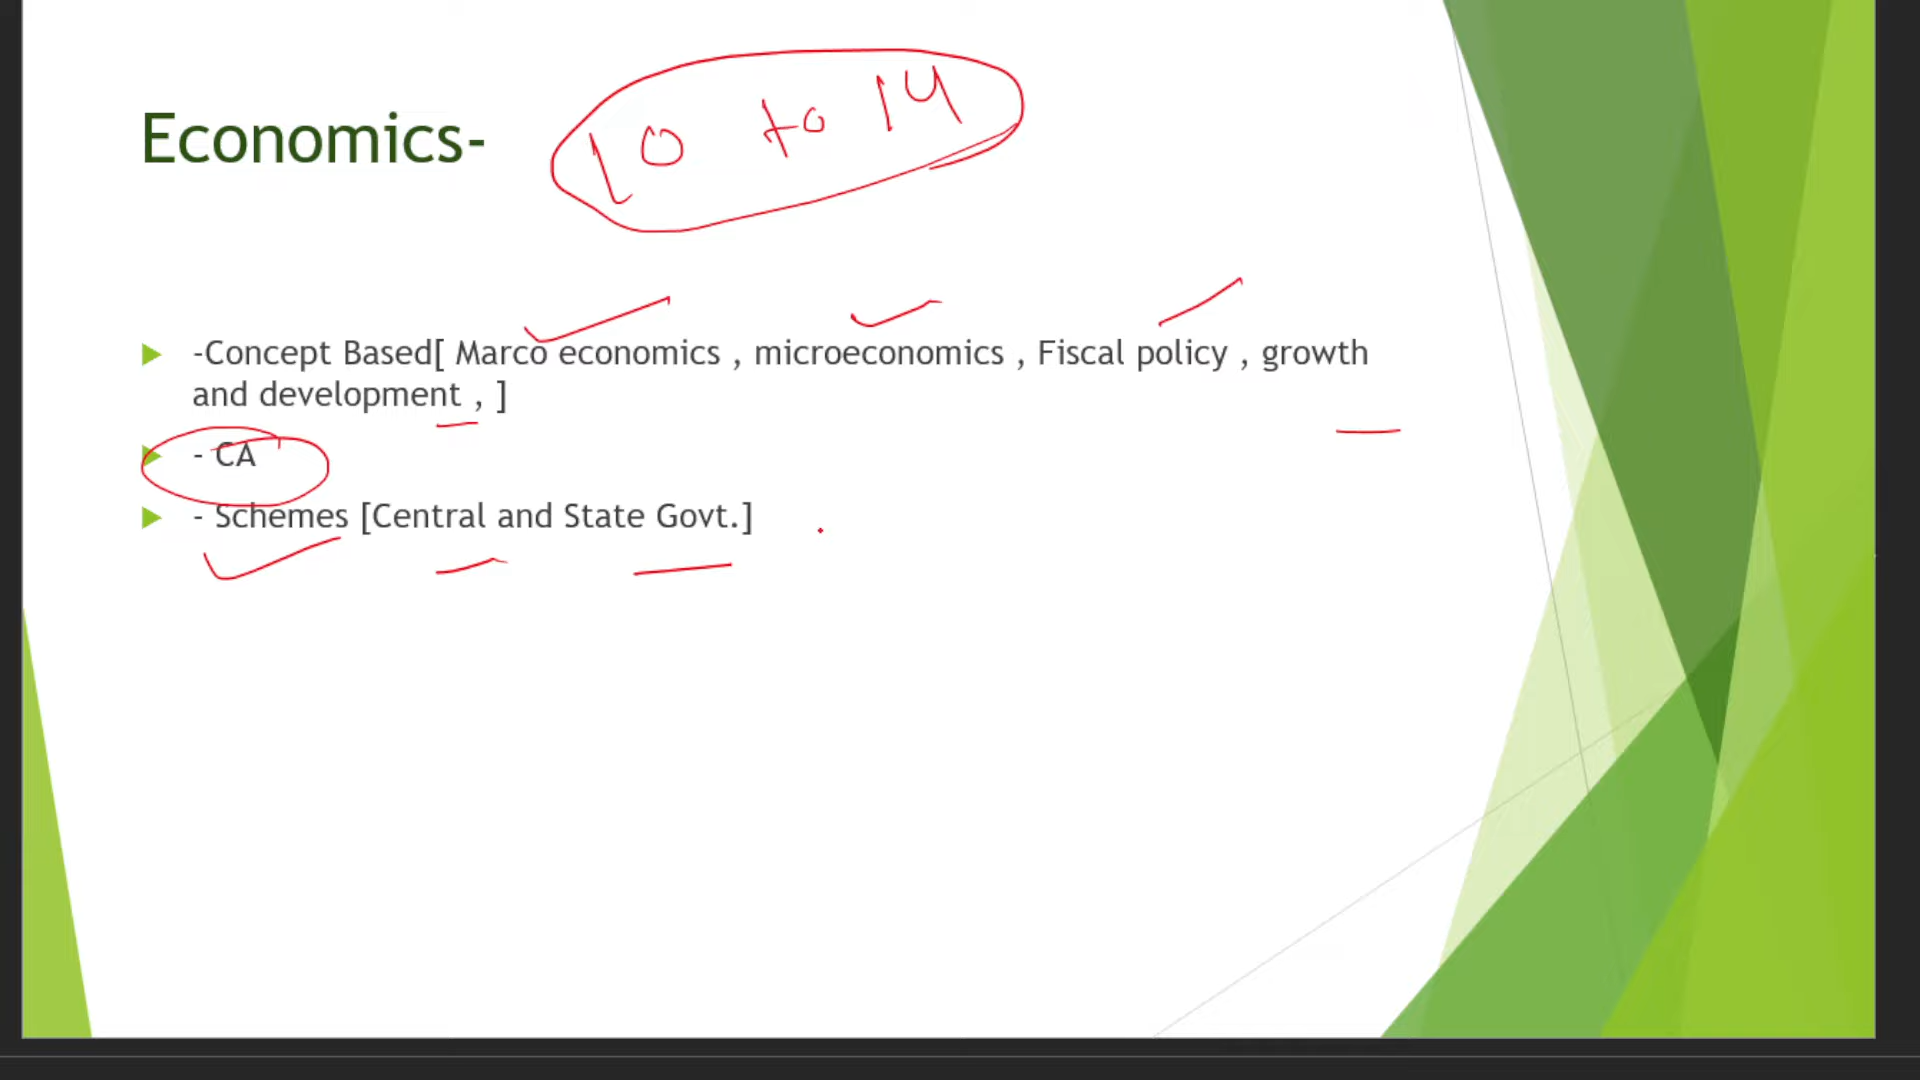 Economics- 10 to 14
-Concept Based[ Marco economics , microeconomics , Fiscal policy , growth
and development , ]
- CA
- Schemes [Central and State Govt.]